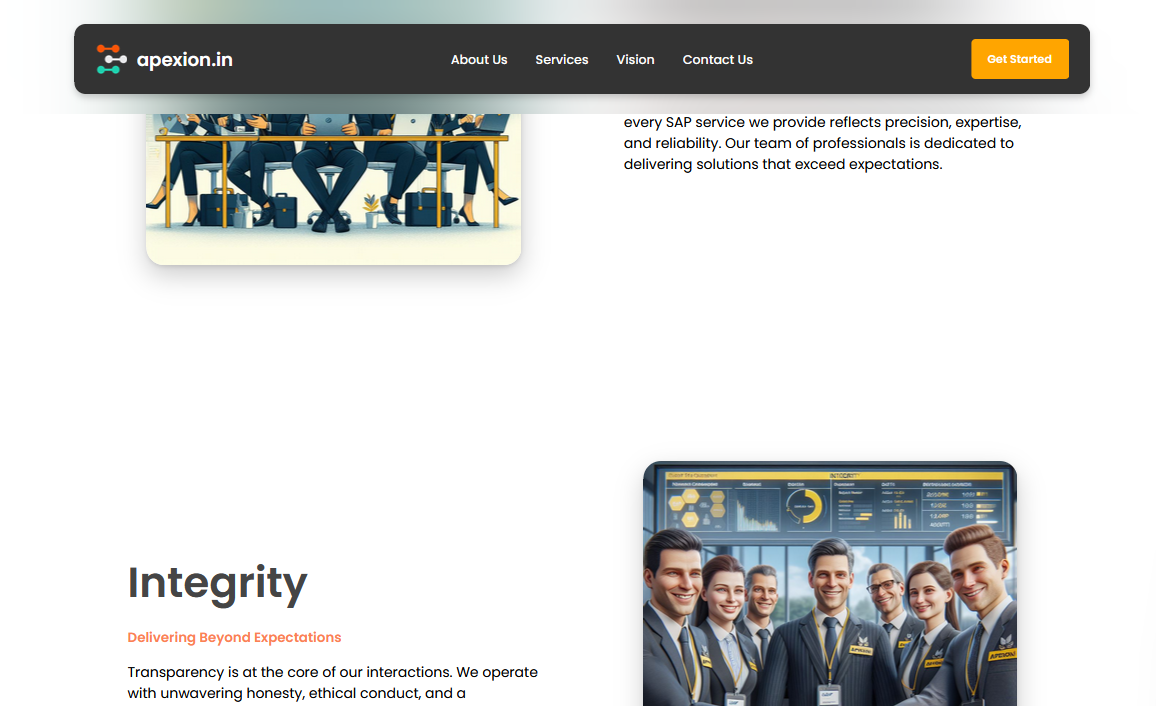 apexion.in
About Us
Services
Vision
Contact Us
Get Started
every SAP service we provide reflects precision, expertise,
and reliability. Our team of professionals is dedicated to
delivering solutions that exceed expectations.
Integrity
Delivering Beyond Expectations
Transparency is at the core of our interactions. We operate
with unwavering honesty, ethical conduct, and a